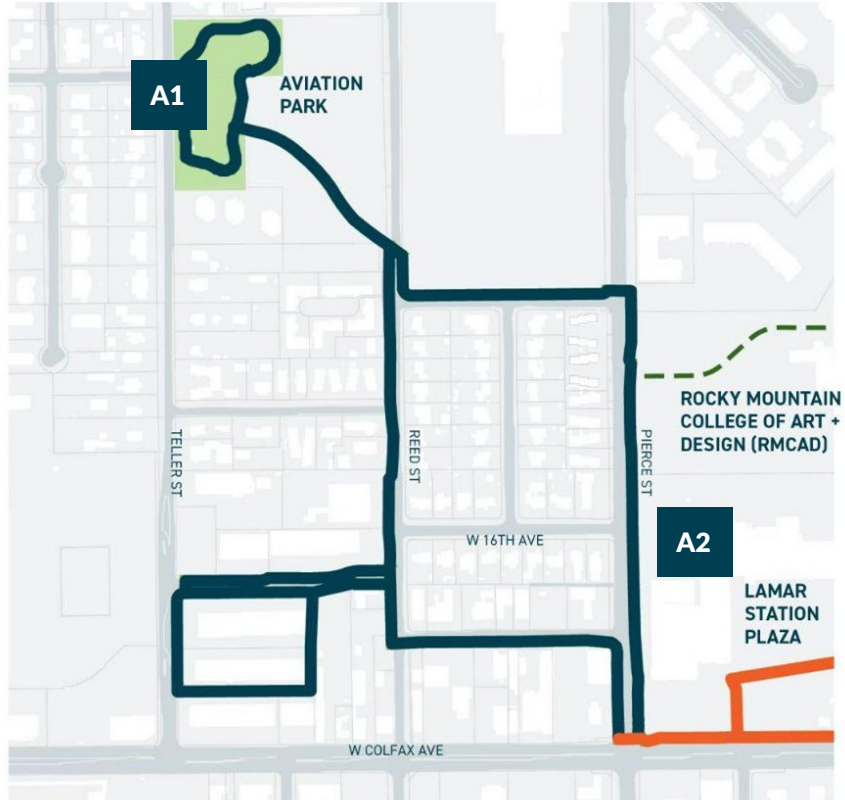 A1
AVIATION
PARK
ROCKY MOUNTAIN
COLLEGE OF ART +
DESIGN (RMCAD)
TELLER ST
REED ST
PIERCE ST
W 16TH AVE
A2
LAMAR
STATION
PLAZA
W COLFAX AVE